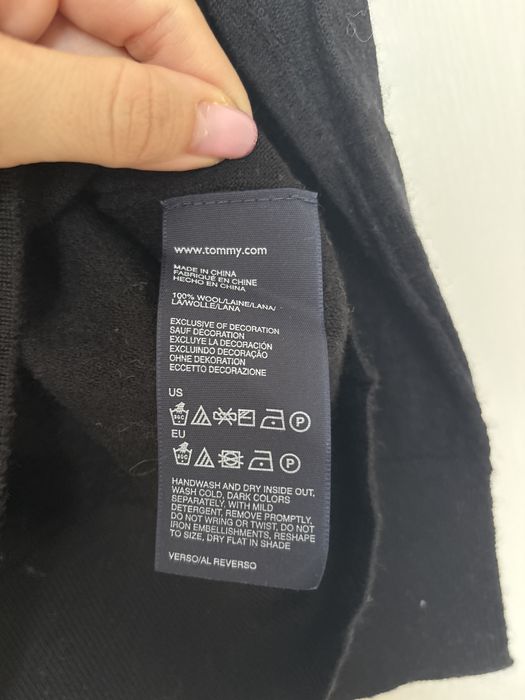 www.tommy.com
MADE IN CHINA
FABRIQUÉ EN CHINE
HECHO EN CHINA
100% WOOL/LAINE/LANA/
LA/WOLLE/LANA
EXCLUSIVE OF DECORATION
SAUF DÉCORATION
EXCLUYE LA DECORACIÓN
EXCLUINDO DECORAÇÃO
OHNE DEKORATION
ECCETTO DECORAZIONE
US
30C P
EU
30C P
HANDWASH AND DRY INSIDE OUT,
WASH COLD, DARK COLORS
SEPARATELY, WITH MILD
DETERGENT, REMOVE PROMPTLY,
DO NOT WRING OR TWIST, DO NOT
IRON EMBELLISHMENTS, RESHAPE
TO SIZE, DRY FLAT IN SHADE
VERSO/AL REVERSO